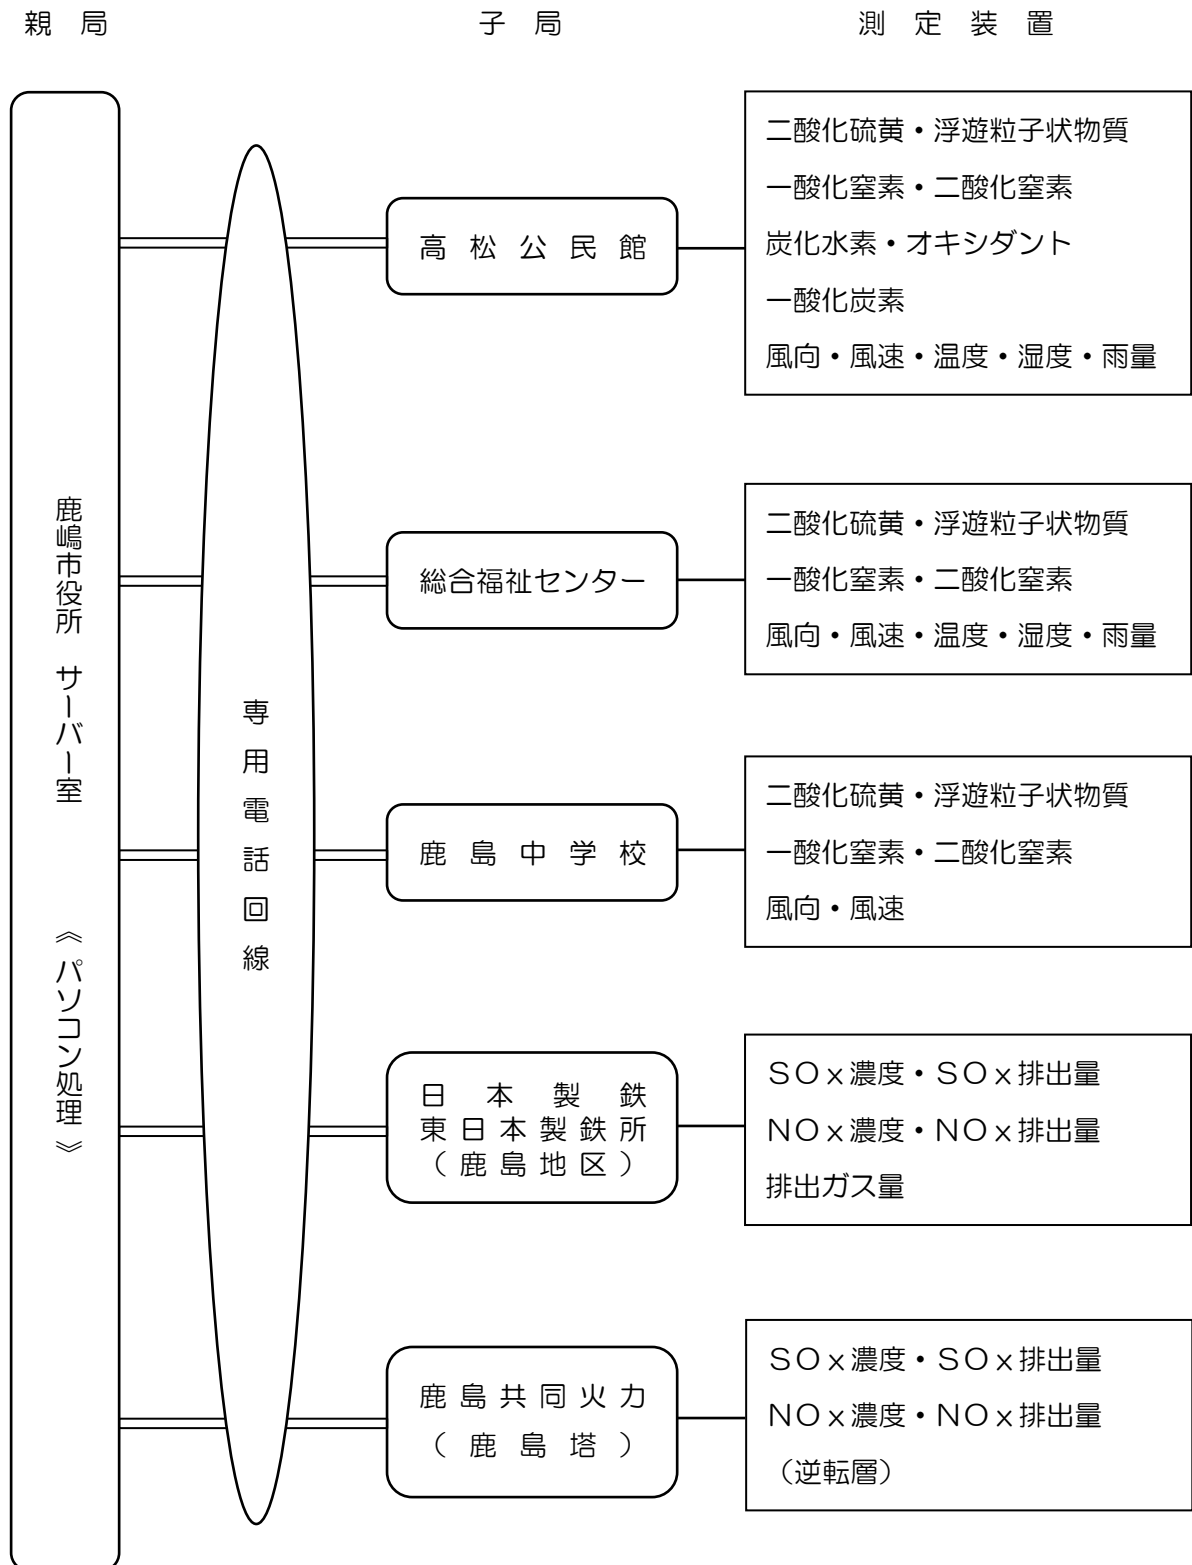 親局
子局
測定装置
鹿嶋市役所　サーバー室　《パソコン処理》
専用電話回線
高松公民館
二酸化硫黄・浮遊粒子状物質
一酸化窒素・二酸化窒素
炭化水素・オキシダント
一酸化炭素
風向・風速・温度・湿度・雨量
総合福祉センター
二酸化硫黄・浮遊粒子状物質
一酸化窒素・二酸化窒素
風向・風速・温度・湿度・雨量
鹿島中学校
二酸化硫黄・浮遊粒子状物質
一酸化窒素・二酸化窒素
風向・風速
日本製鉄
東日本製鉄所
（鹿島地区）
ＳＯｘ濃度・ＳＯｘ排出量
ＮＯｘ濃度・ＮＯｘ排出量
排出ガス量
鹿島共同火力
（鹿島塔）
ＳＯｘ濃度・ＳＯｘ排出量
ＮＯｘ濃度・ＮＯｘ排出量
（逆転層）